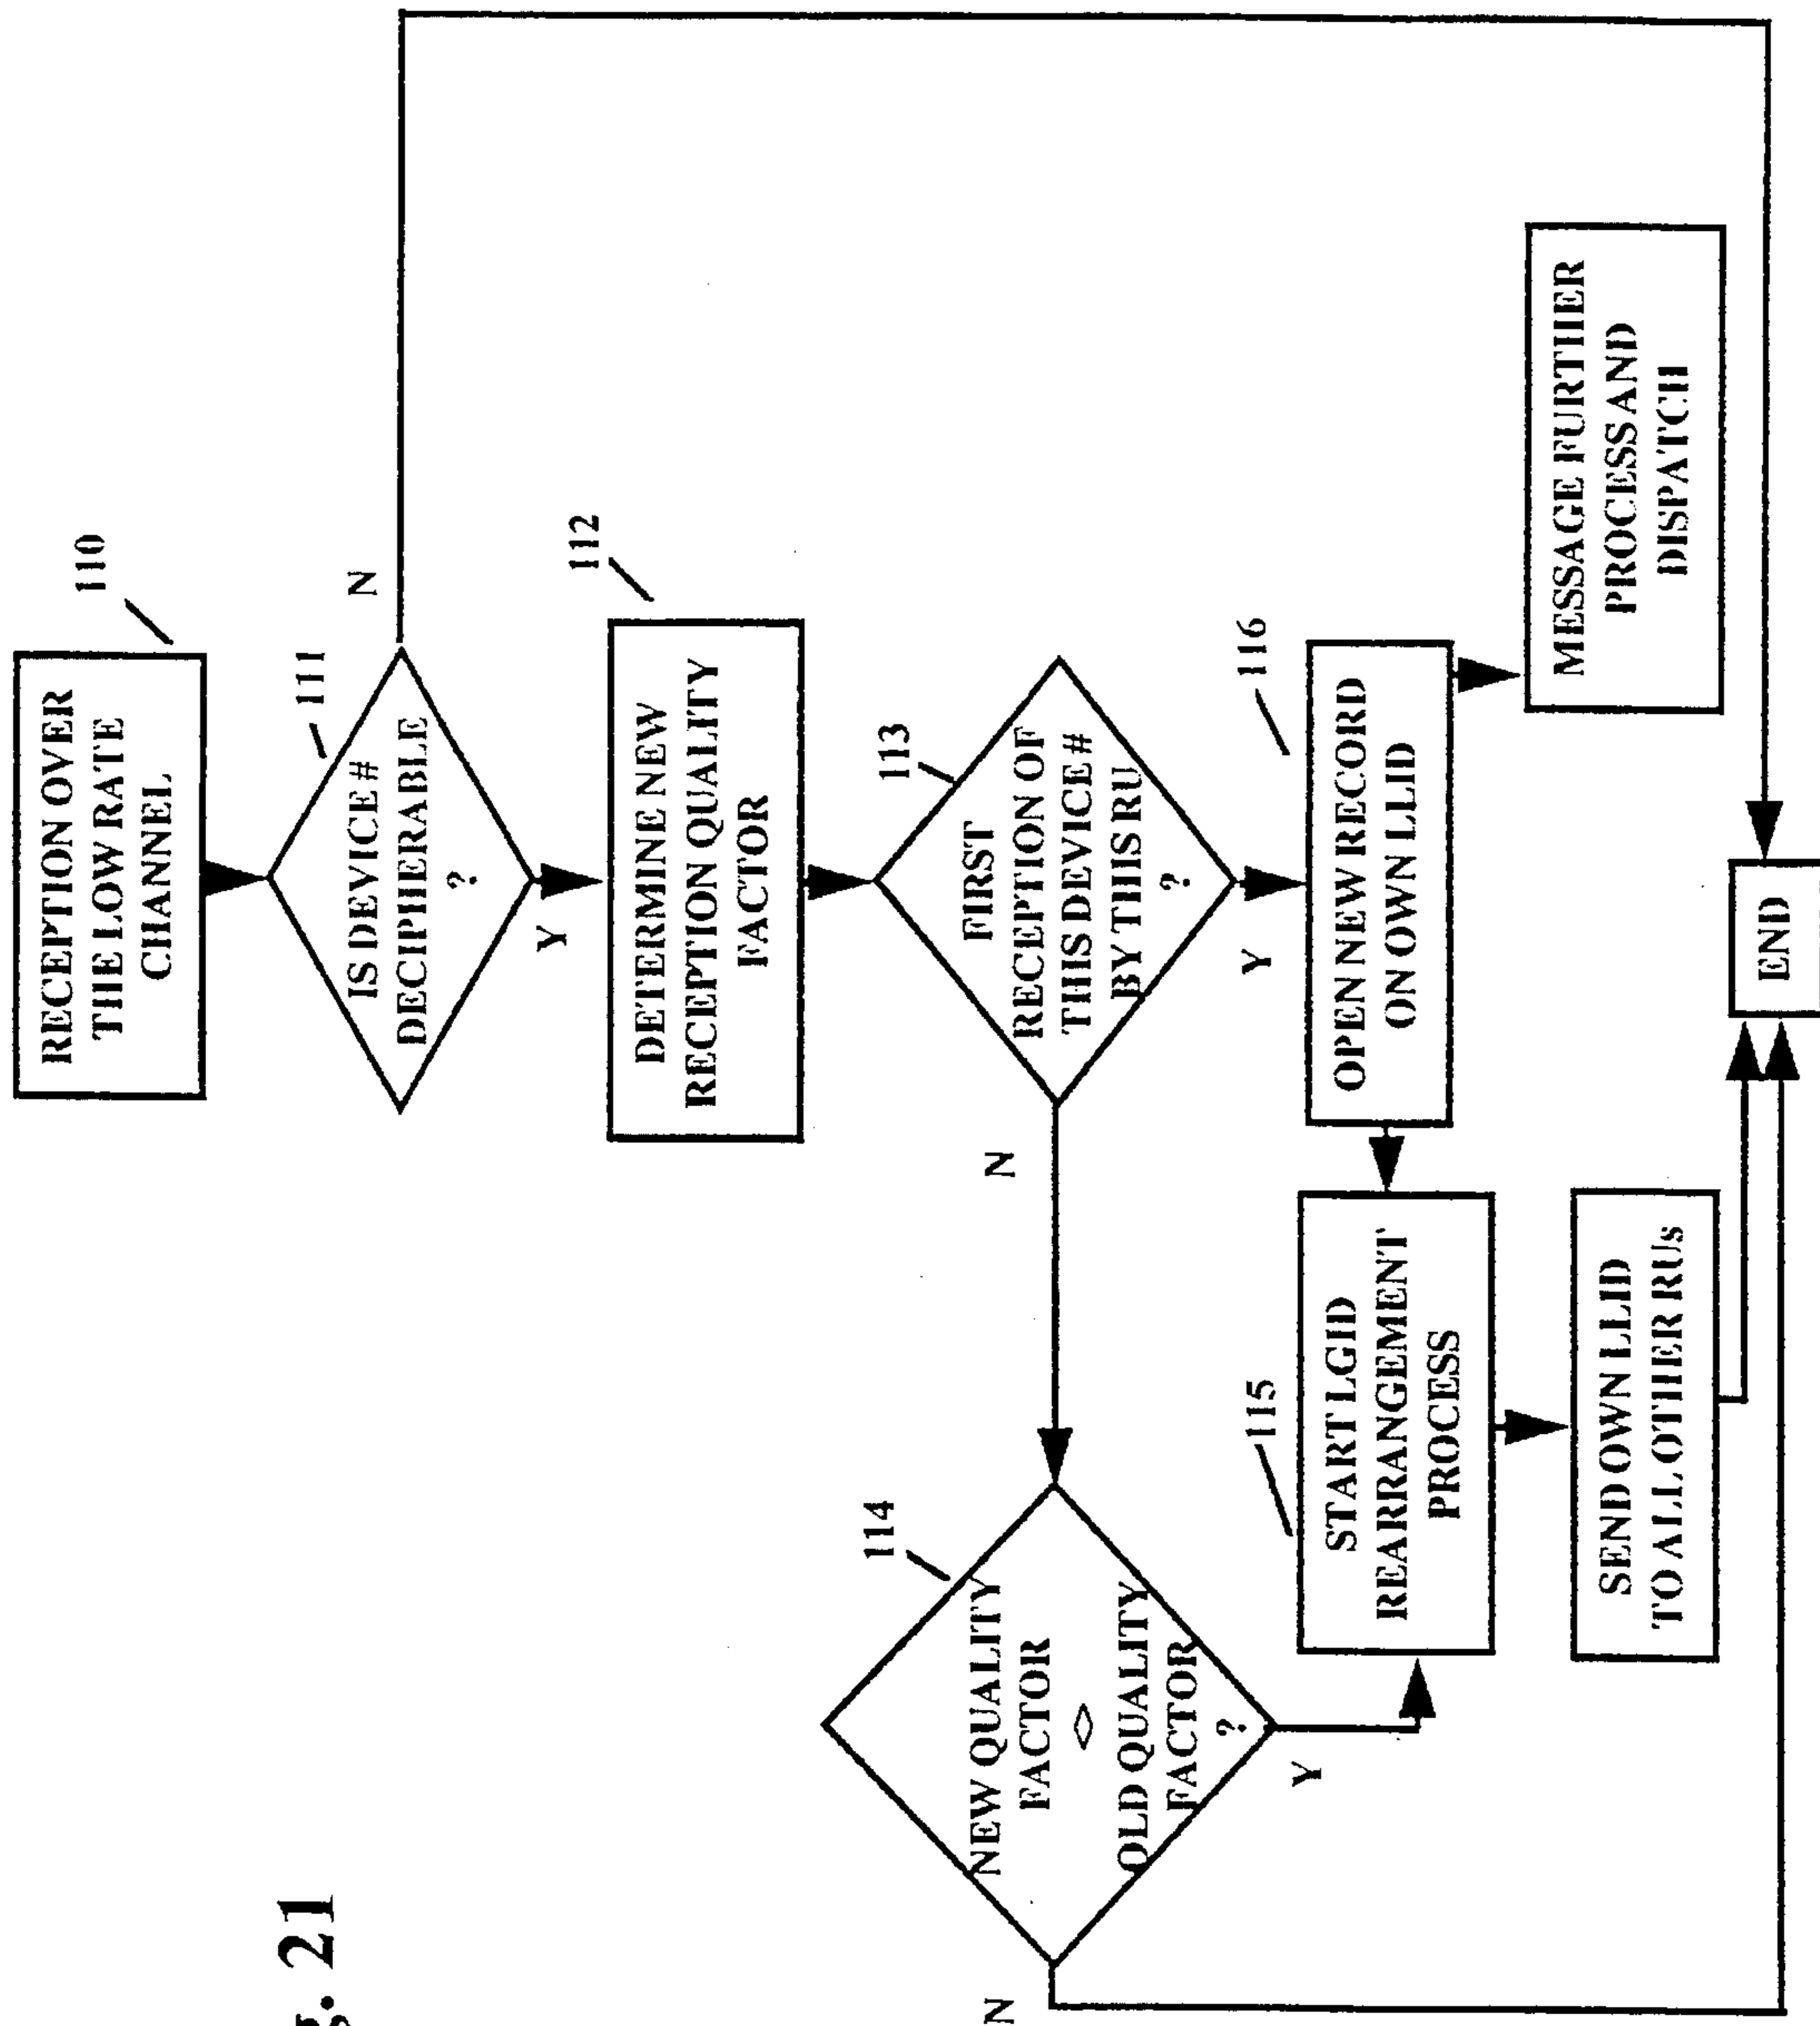 110
RECEPTION OVER
THE LOW RATE
CHANNEL
111
IS DEVICE #
DECIPHERABLE
?
N
Y
112
DETERMINE NEW
RECEPTION QUALITY
FACTOR
113
FIRST
RECEPTION OF
THIS DEVICE #
BY THIS RU
?
N
Y
114
NEW QUALITY
FACTOR
<>
OLD QUALITY
FACTOR
?
N
Y
116
OPEN NEW RECORD
ON OWN LLID
115
START LGID
REARRANGEMENT
PROCESS
MESSAGE FURTHER
PROCESS AND
DISPATCH
SEND OWN LLID
TO ALL OTHER RUs
END
g. 21